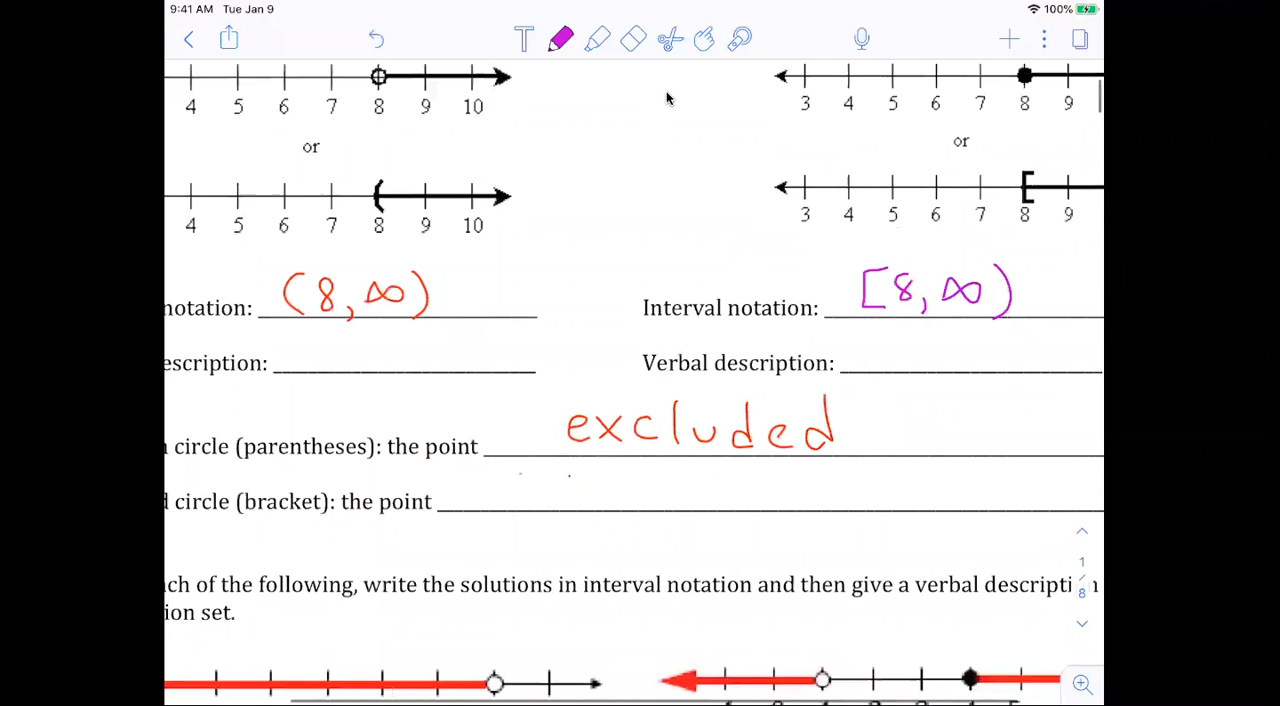 9:41 AM Tue Jan 9 100%
4 5 6 7 8 9 10
3 4 5 6 7 8 9
or
or
4 5 6 7 8 9 10
3 4 5 6 7 8 9
notation: (8, ∞)
Interval notation: [8, ∞)
escription:
Verbal description:
circle (parentheses): the point excluded
circle (bracket): the point
1
/
8
ch of the following, write the solutions in interval notation and then give a verbal descripti
ion set.